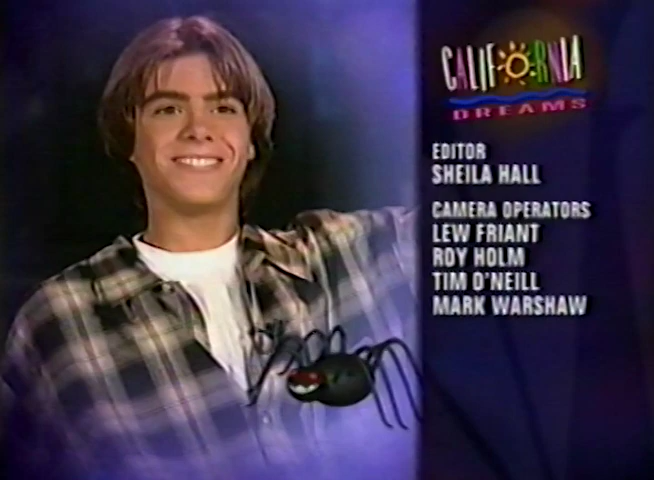 CALIFORNIA
DREAMS
EDITOR
SHEILA HALL
CAMERA OPERATORS
LEW FRIANT
ROY HOLM
TIM O'NEILL
MARK WARSHAW